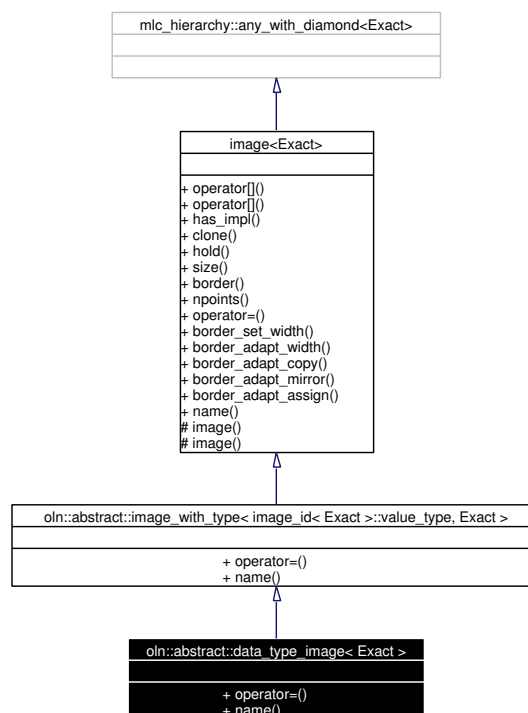 mlc_hierarchy::any_with_diamond<Exact>
image<Exact>
+ operator[]()
+ operator[]()
+ has_impl()
+ clone()
+ hold()
+ size()
+ border()
+ npoints()
+ operator=()
+ border_set_width()
+ border_adapt_width()
+ border_adapt_copy()
+ border_adapt_mirror()
+ border_adapt_assign()
+ name()
# image()
# image()
oln::abstract::image_with_type< image_id< Exact >::value_type, Exact >
+ operator=()
+ name()
oln::abstract::data_type_image< Exact >
+ operator=()
+ name()